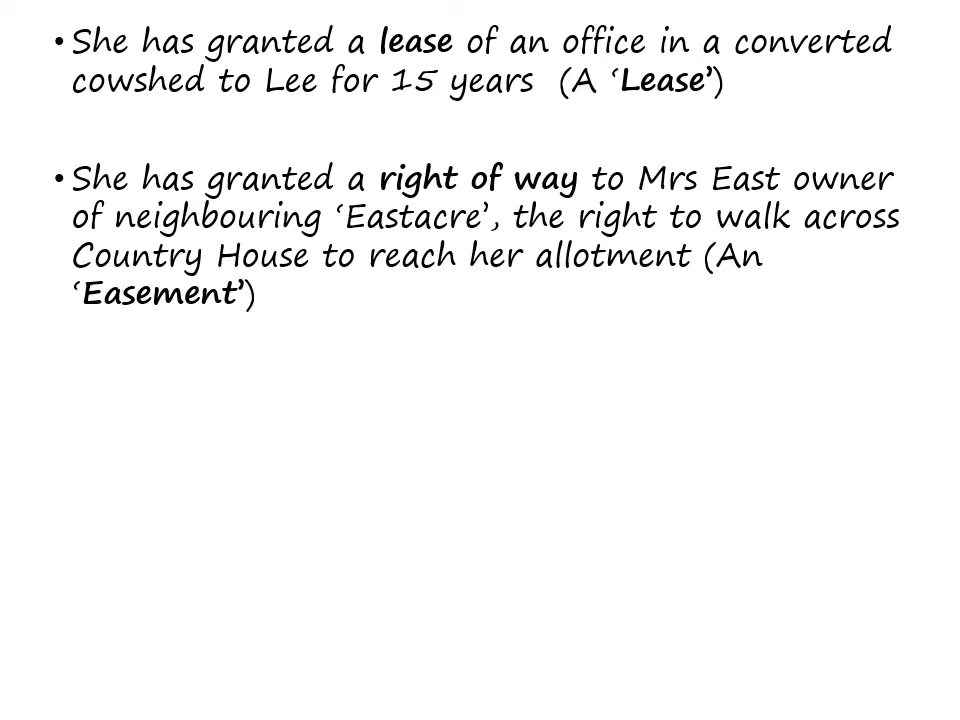 • She has granted a lease of an office in a converted
cowshed to Lee for 15 years  (A ‘Lease’)
• She has granted a right of way to Mrs East owner
of neighbouring ‘Eastacre’, the right to walk across
Country House to reach her allotment (An
‘Easement’)